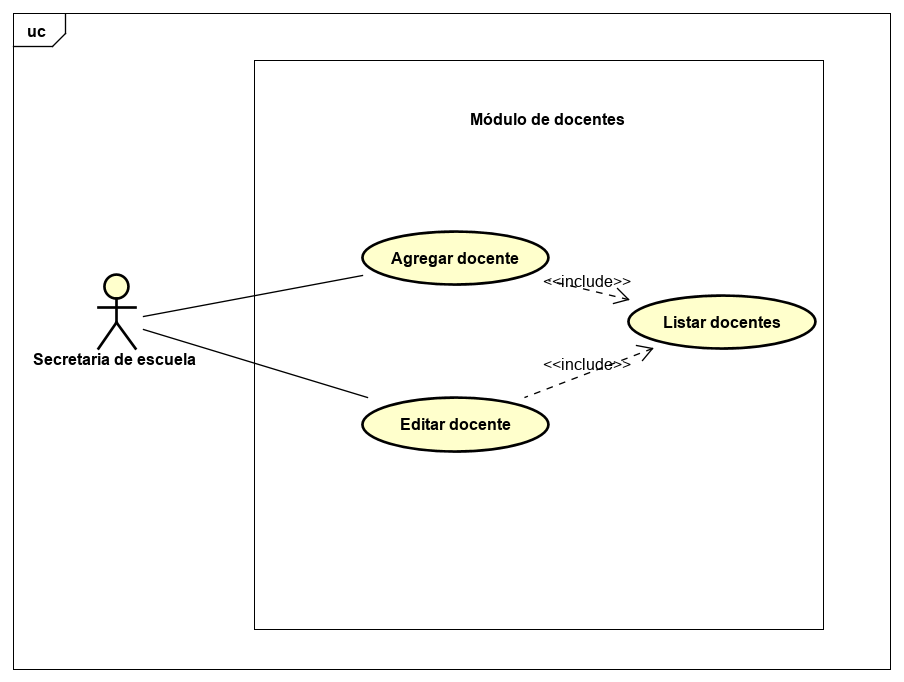 uc
Módulo de docentes
Agregar docente
<<include>>
Listar docentes
Secretaria de escuela
<<include>>
Editar docente